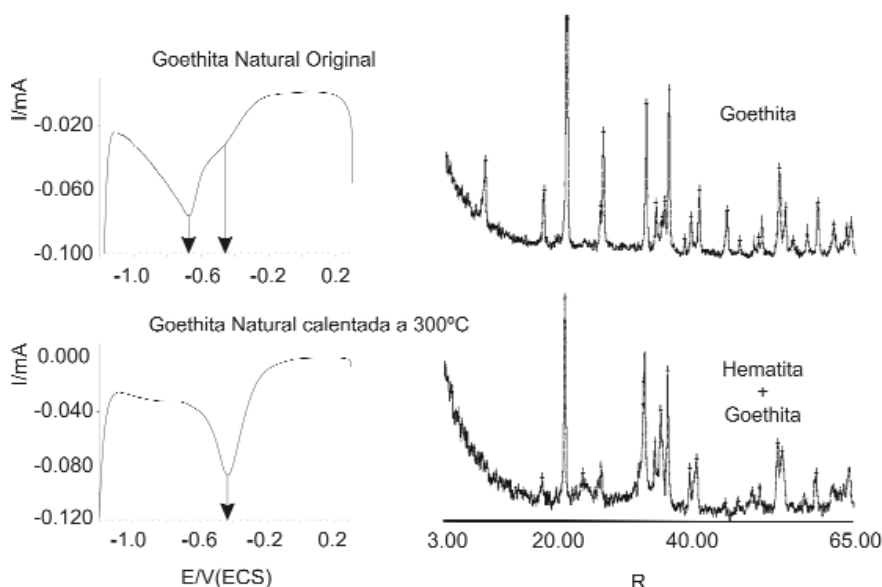 Goethita Natural Original
I/mA
-0.020
-0.060
-0.100
-1.0 -0.6 -0.2 0.2
Goethita
Goethita Natural calentada a 300ºC
I/mA
0.000
-0.040
-0.080
-0.120
-1.0 -0.6 -0.2 0.2
E/V(ECS)
Hematita
+
Goethita
3.00 20.00 40.00 65.00
R